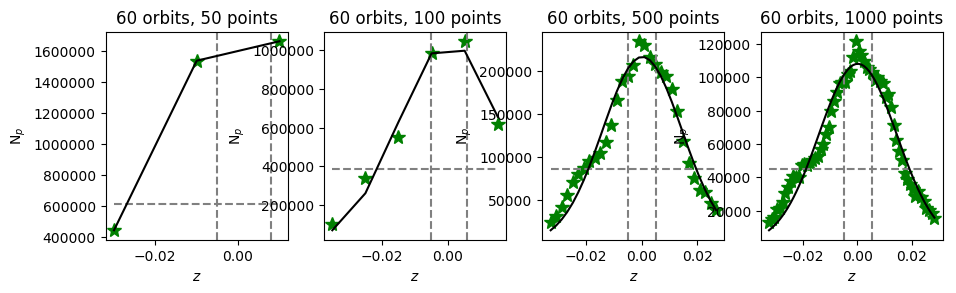 60 orbits, 50 points
60 orbits, 100 points
60 orbits, 500 points
60 orbits, 1000 points
N_p
1600000
1400000
1200000
1000000
800000
600000
400000
−0.02
0.00
z
N_p
1000000
800000
600000
400000
200000
−0.02
0.00
z
N_p
200000
150000
100000
50000
−0.02
0.00
0.02
z
N_p
120000
100000
80000
60000
40000
20000
−0.02
0.00
0.02
z